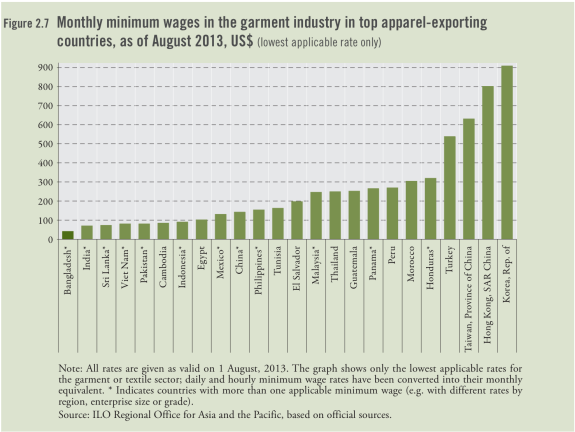 Figure 2.7 Monthly minimum wages in the garment industry in top apparel-exporting
countries, as of August 2013, US$ (lowest applicable rate only)
900
800
700
600
500
400
300
200
100
0
Bangladesh*
India*
Sri Lanka*
Viet Nam*
Pakistan*
Cambodia
Indonesia*
Egypt
Mexico*
China*
Philippines*
Tunisia
El Salvador
Malaysia*
Thailand
Guatemala
Panama*
Peru
Morocco
Honduras*
Turkey
Taiwan, Province of China
Hong Kong, SAR China
Korea, Rep. of
Note: All rates are given as valid on 1 August, 2013. The graph shows only the lowest applicable rates for
the garment or textile sector; daily and hourly minimum wage rates have been converted into their monthly
equivalent. * Indicates countries with more than one applicable minimum wage (e.g. with different rates by
region, enterprise size or grade).
Source: ILO Regional Office for Asia and the Pacific, based on official sources.